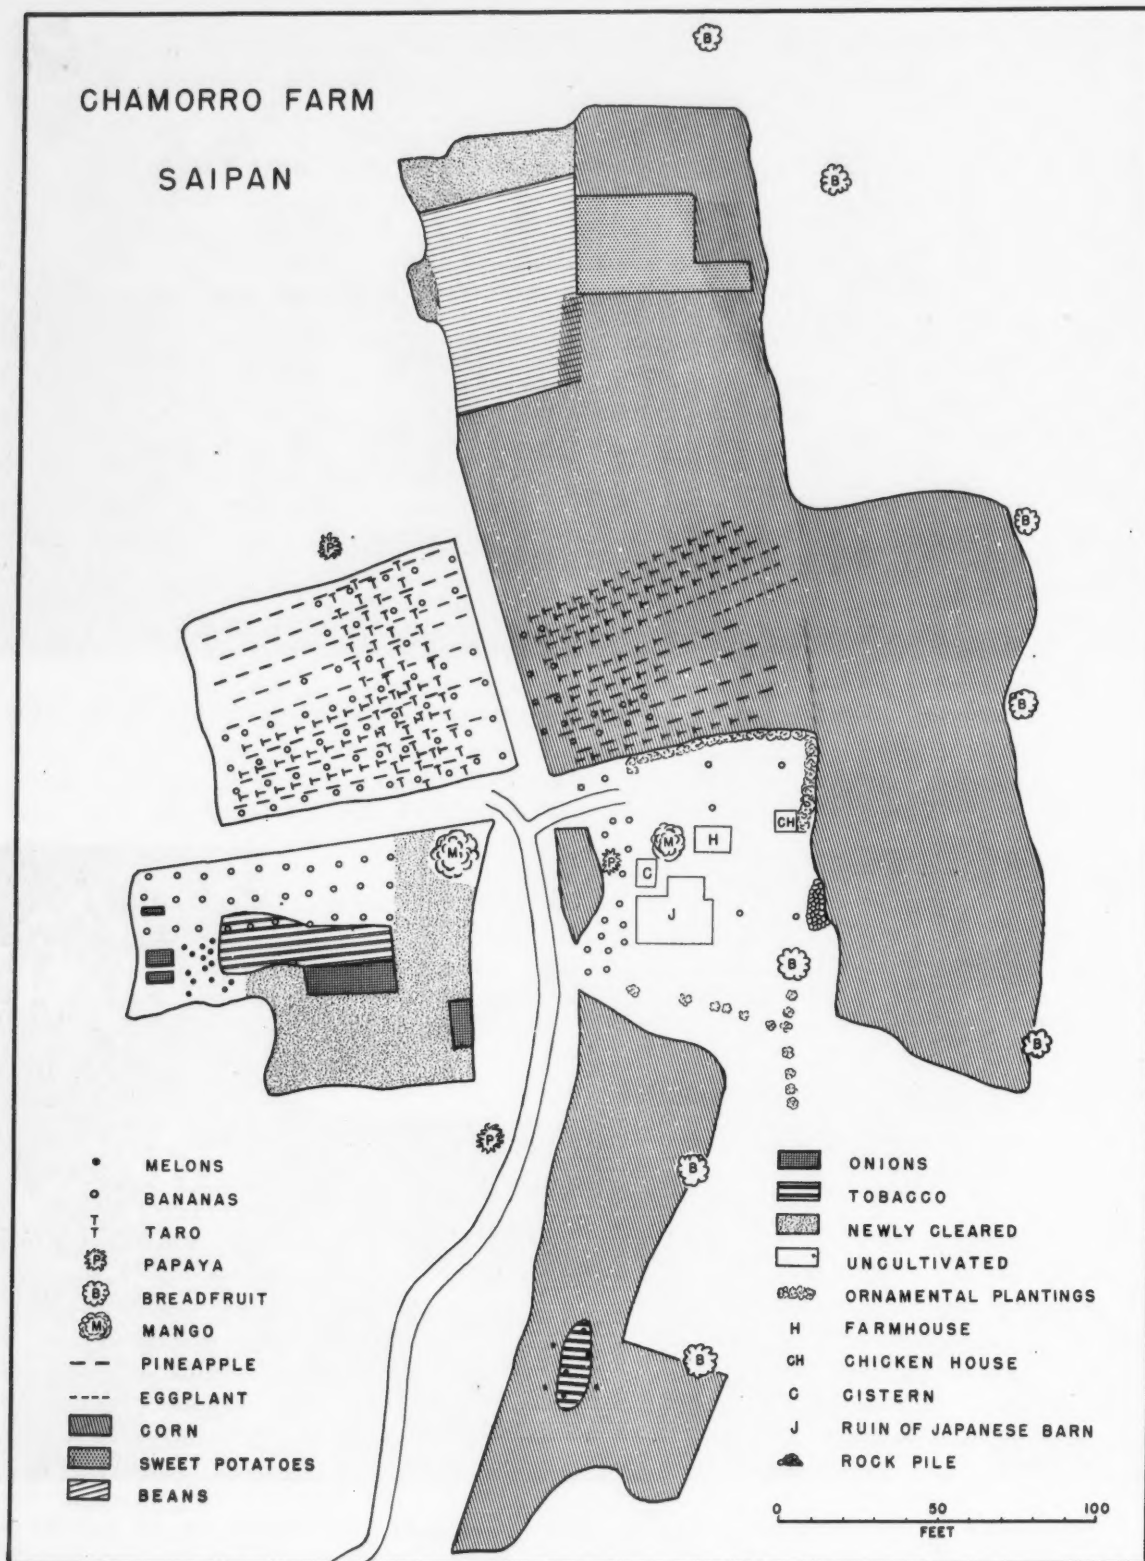 B
CHAMORRO FARM
SAIPAN
B
B
P
B
CH
H
M
M
P
C
J
B
B
P
B
B
MELONS
BANANAS
T
T
TARO
P PAPAYA
B BREADFRUIT
M MANGO
PINEAPPLE
EGGPLANT
CORN
SWEET POTATOES
BEANS
ONIONS
TOBACCO
NEWLY CLEARED
UNCULTIVATED
ORNAMENTAL PLANTINGS
H FARMHOUSE
CH CHICKEN HOUSE
C CISTERN
J RUIN OF JAPANESE BARN
ROCK PILE
0 50 100
FEET